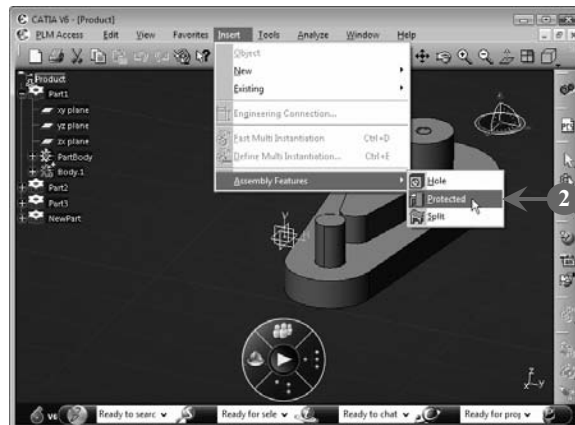 CATIA V6 - [Product]
PLM Access Edit View Favorites Insert Tools Analyze Window Help
Object
New
Existing
Engineering Connection...
Part Multi Instantiation Ctrl+D
Define Multi Instantiation... Ctrl+E
Assembly Features
Hole
Protected
Split
2
Product
Part1
xy plane
yz plane
zx plane
PartBody
Body.1
Part2
Part3
NewPart
y
z
x
y
V6
Ready to searc
Ready for sele
Ready to chat
Ready for proj